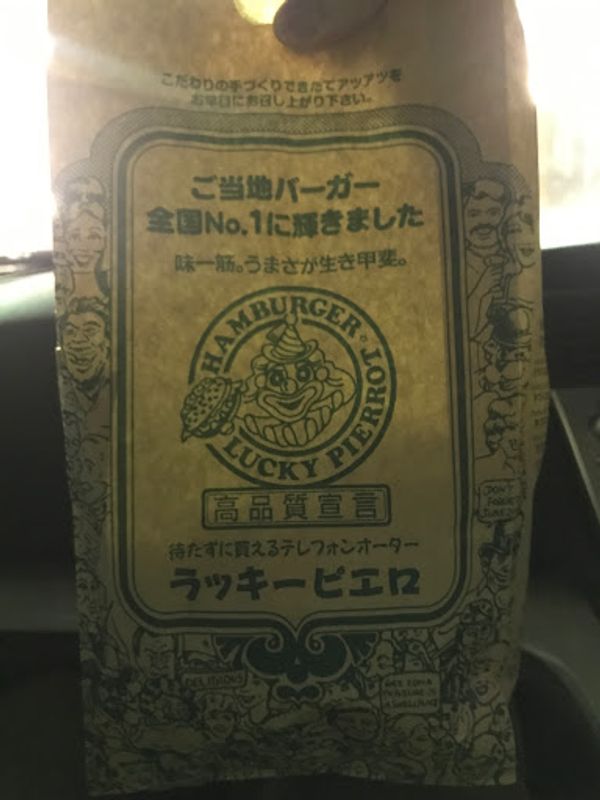 こだわりの手づくりできたてアツアツを
お早目にお召し上がり下さい。
ご当地バーガー
全国No.1に輝きました
味一筋。うまさが生き甲斐。
HAMBURGER
LUCKY PIERROT
高品質宣言
待たずに買えるテレフォンオーダー
ラッキーピエロ
DON'T
DELICIOUS